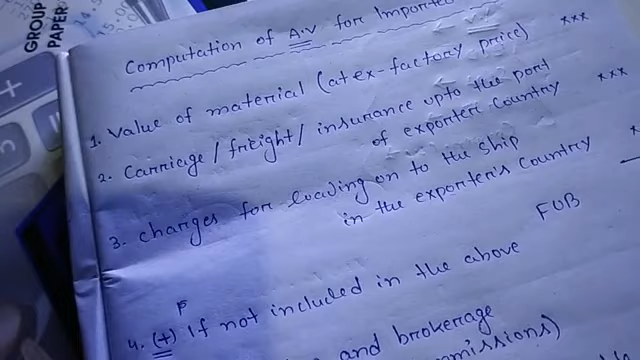 GROUP
PAPER
Computation of A.V for Imported
1. Value of material (at ex-factory price) xxx
2. Carriage / freight / insurance upto the port
of exporter country xxx
3. Charges for loading on to the ship
in the exporter's country
FOB
4. (+) If not included in the above
and brokerage